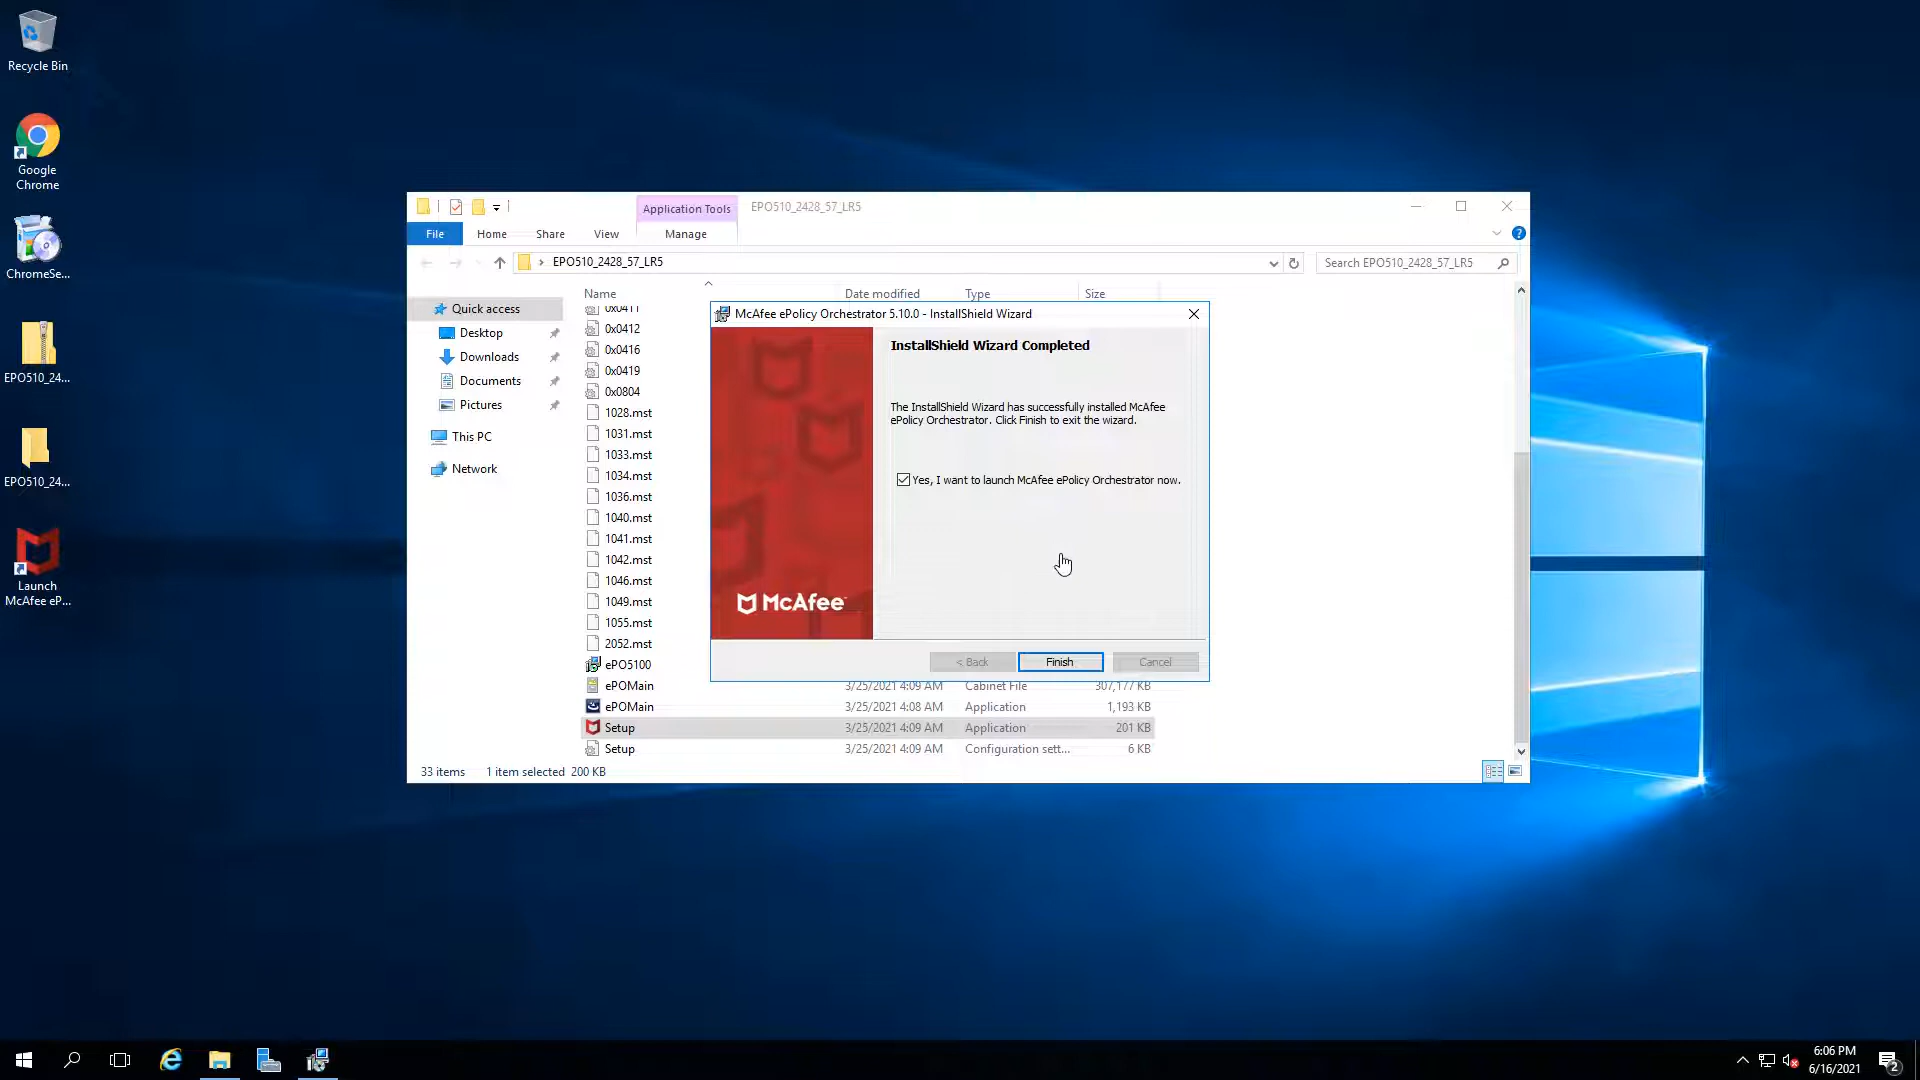 Recycle Bin
Google
Chrome
ChromeSe...
EPO510_24...
EPO510_24...
Launch
McAfee eP...
Application Tools
EPO510_2428_57_LR5
File
Home
Share
View
Manage
EPO510_2428_57_LR5
Search EPO510_2428_57_LR5
Quick access
Desktop
Downloads
Documents
Pictures
This PC
Network
Name
Date modified
Type
Size
0x0411
0x0412
0x0416
0x0419
0x0804
1028.mst
1031.mst
1033.mst
1034.mst
1036.mst
1040.mst
1041.mst
1042.mst
1046.mst
1049.mst
1055.mst
2052.mst
ePO5100
ePOMain 3/25/2021 4:09 AM Cabinet File 307,177 KB
ePOMain 3/25/2021 4:08 AM Application 1,193 KB
Setup 3/25/2021 4:09 AM Application 201 KB
Setup 3/25/2021 4:09 AM Configuration sett... 6 KB
33 items 1 item selected 200 KB
McAfee ePolicy Orchestrator 5.10.0 - InstallShield Wizard
InstallShield Wizard Completed
The InstallShield Wizard has successfully installed McAfee
ePolicy Orchestrator. Click Finish to exit the wizard.
Yes, I want to launch McAfee ePolicy Orchestrator now.
McAfee
< Back
Finish
Cancel
6:06 PM
6/16/2021
2